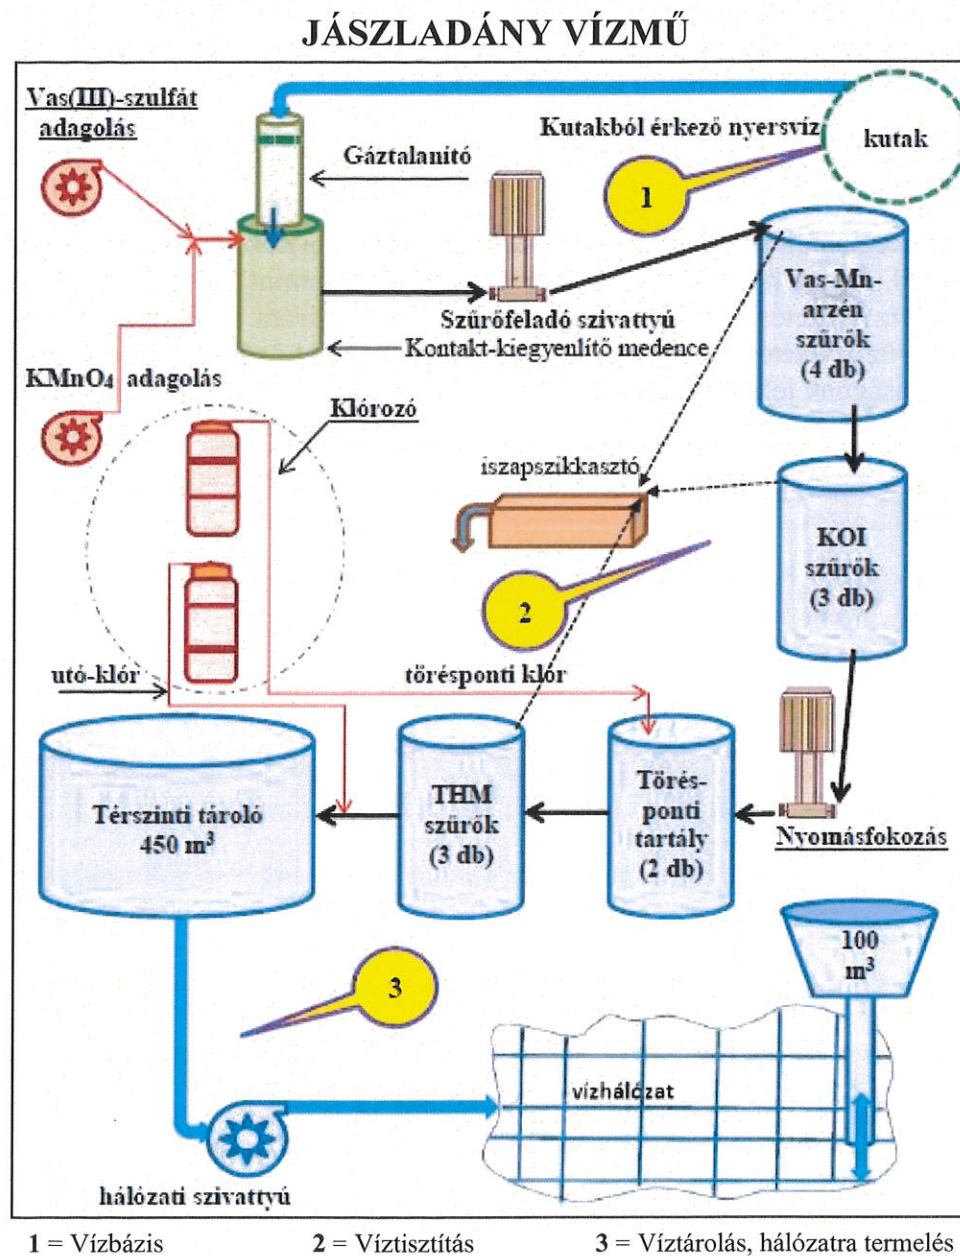 JÁSZLADÁNY VÍZMŰ
Vas(III)-szulfát
adagolás
Gáztalanító
Kutakból érkező nyersvíz
kutak
1
Vas-Mn-
arzén
szűrők
(4 db)
Szűrőfeladó szivattyú
Kontakt-kiegyenlítő medence
KMnO₄ adagolás
Klórozó
iszapszikkasztó
KOI
szűrők
(3 db)
2
utó-klór
törésponti klór
Térszinti tároló
450 m³
THM
szűrők
(3 db)
Törés-
ponti
tartály
(2 db)
Nyomásfokozás
100
m³
3
vízhálózat
hálózati szivattyú
1 = Vízbázis
2 = Víztisztítás
3 = Víztárolás, hálózatra termelés